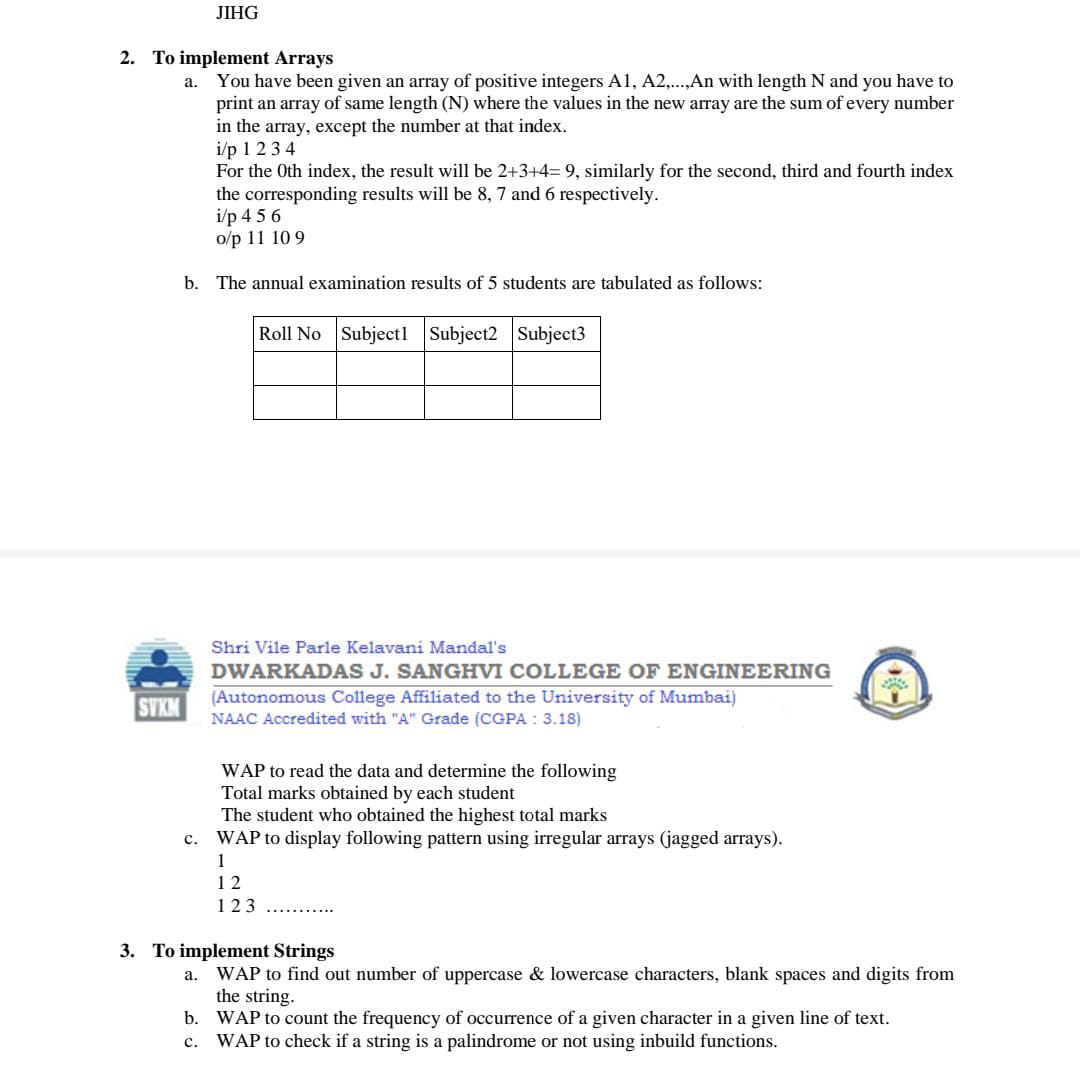 JIHG
2. To implement Arrays
a. You have been given an array of positive integers A1, A2,...,An with length N and you have to
print an array of same length (N) where the values in the new array are the sum of every number
in the array, except the number at that index.
i/p 1 2 3 4
For the 0th index, the result will be 2+3+4= 9, similarly for the second, third and fourth index
the corresponding results will be 8, 7 and 6 respectively.
i/p 4 5 6
o/p 11 10 9
b. The annual examination results of 5 students are tabulated as follows:
Roll No Subject1 Subject2 Subject3
Shri Vile Parle Kelavani Mandal's
DWARKADAS J. SANGHVI COLLEGE OF ENGINEERING
(Autonomous College Affiliated to the University of Mumbai)
NAAC Accredited with "A" Grade (CGPA : 3.18)
SVKM
WAP to read the data and determine the following
Total marks obtained by each student
The student who obtained the highest total marks
c. WAP to display following pattern using irregular arrays (jagged arrays).
1
1 2
1 2 3 ………..
3. To implement Strings
a. WAP to find out number of uppercase & lowercase characters, blank spaces and digits from
the string.
b. WAP to count the frequency of occurrence of a given character in a given line of text.
c. WAP to check if a string is a palindrome or not using inbuild functions.